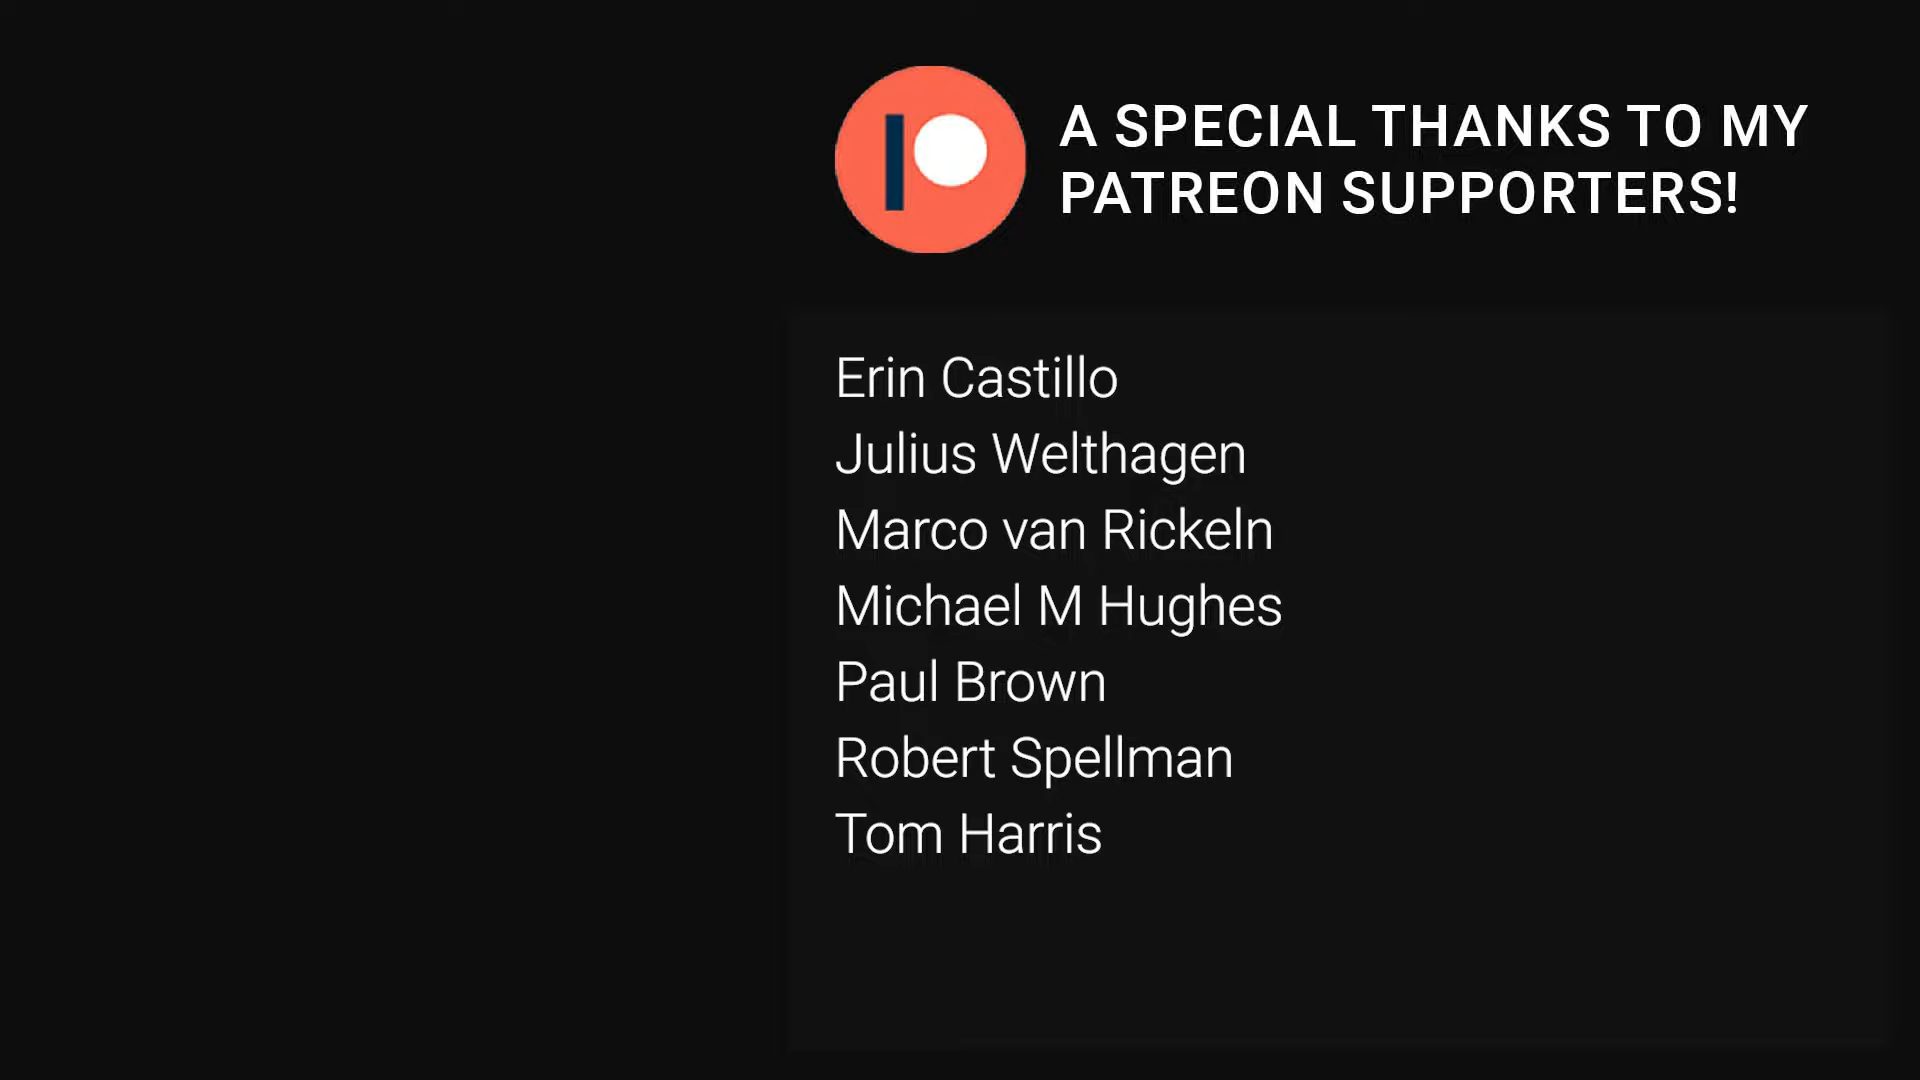 A SPECIAL THANKS TO MY
PATREON SUPPORTERS!
Erin Castillo
Julius Welthagen
Marco van Rickeln
Michael M Hughes
Paul Brown
Robert Spellman
Tom Harris